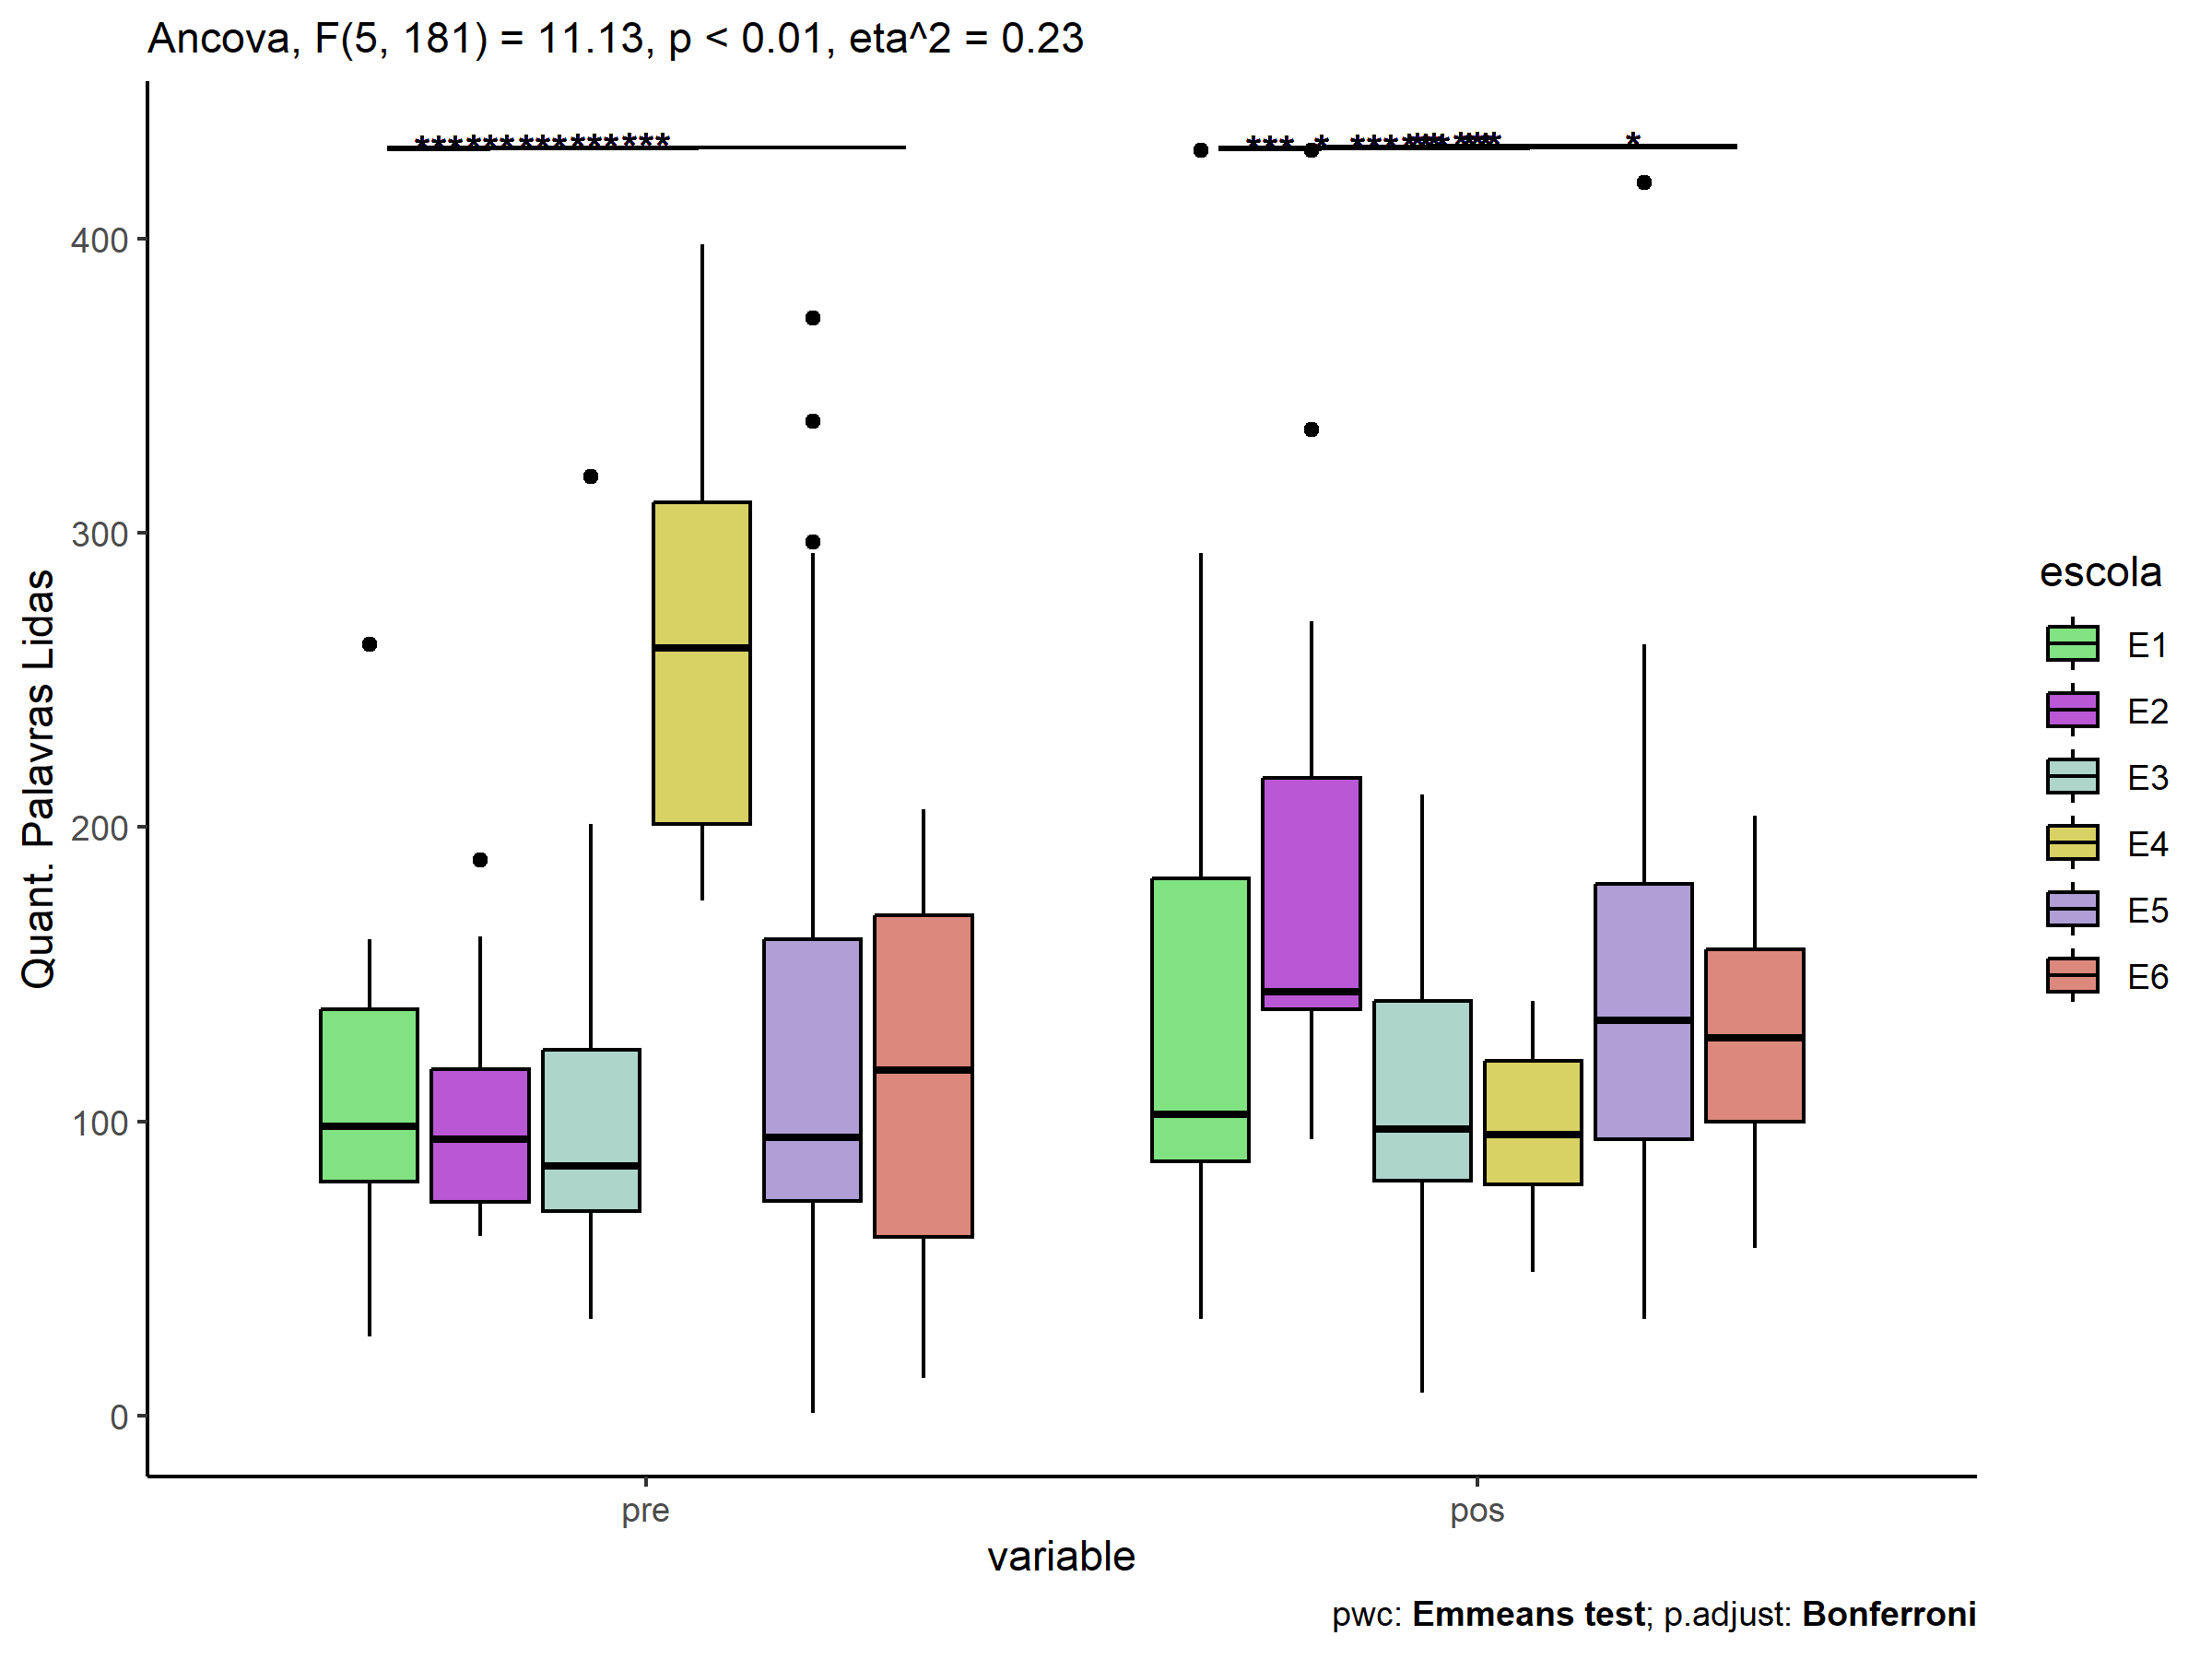 Ancova, F(5, 181) = 11.13, p < 0.01, eta^2 = 0.23
Quant. Palavras Lidas
400
300
200
100
0
pre
pos
variable
escola
E1
E2
E3
E4
E5
E6
pwc: Emmeans test; p.adjust: Bonferroni